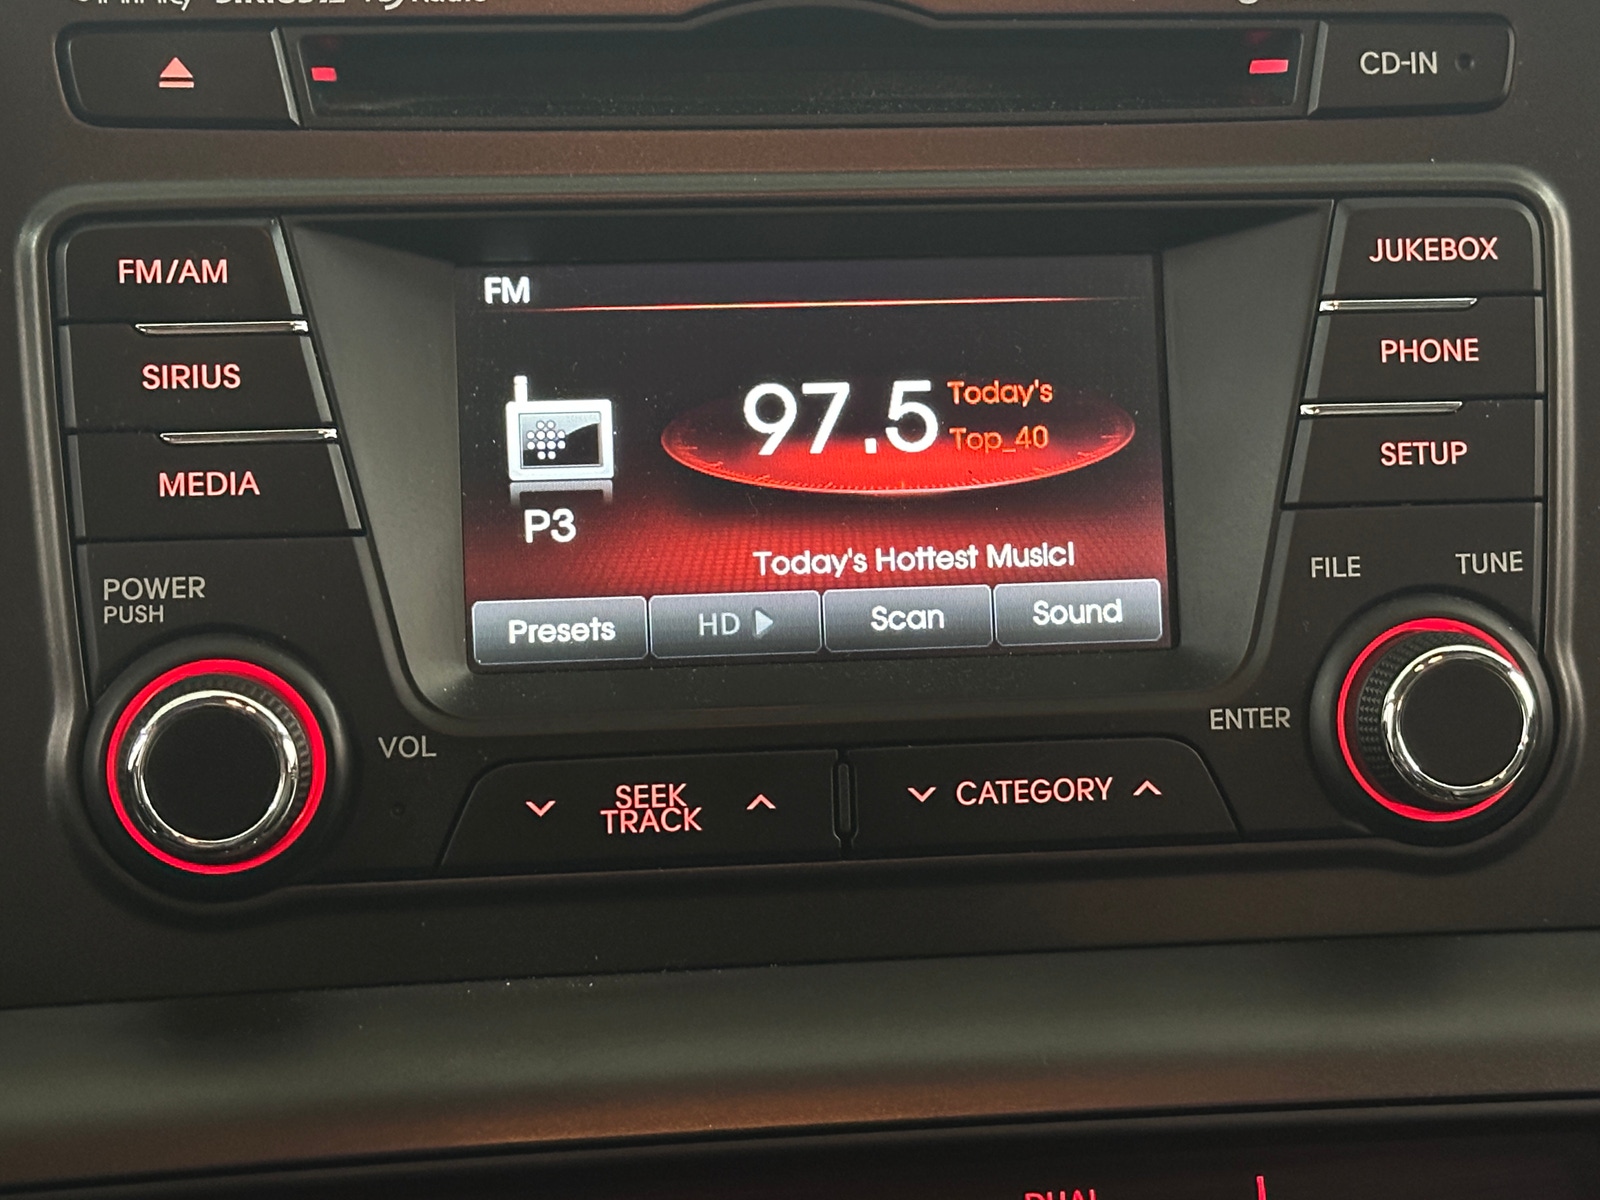 CD-IN
FM/AM
SIRIUS
MEDIA
POWER
PUSH
VOL
FM
97.5
Today's
Top_40
P3
Today's Hottest Music!
Presets
HD
Scan
Sound
JUKEBOX
PHONE
SETUP
FILE
TUNE
ENTER
SEEK
TRACK
CATEGORY
DUAL